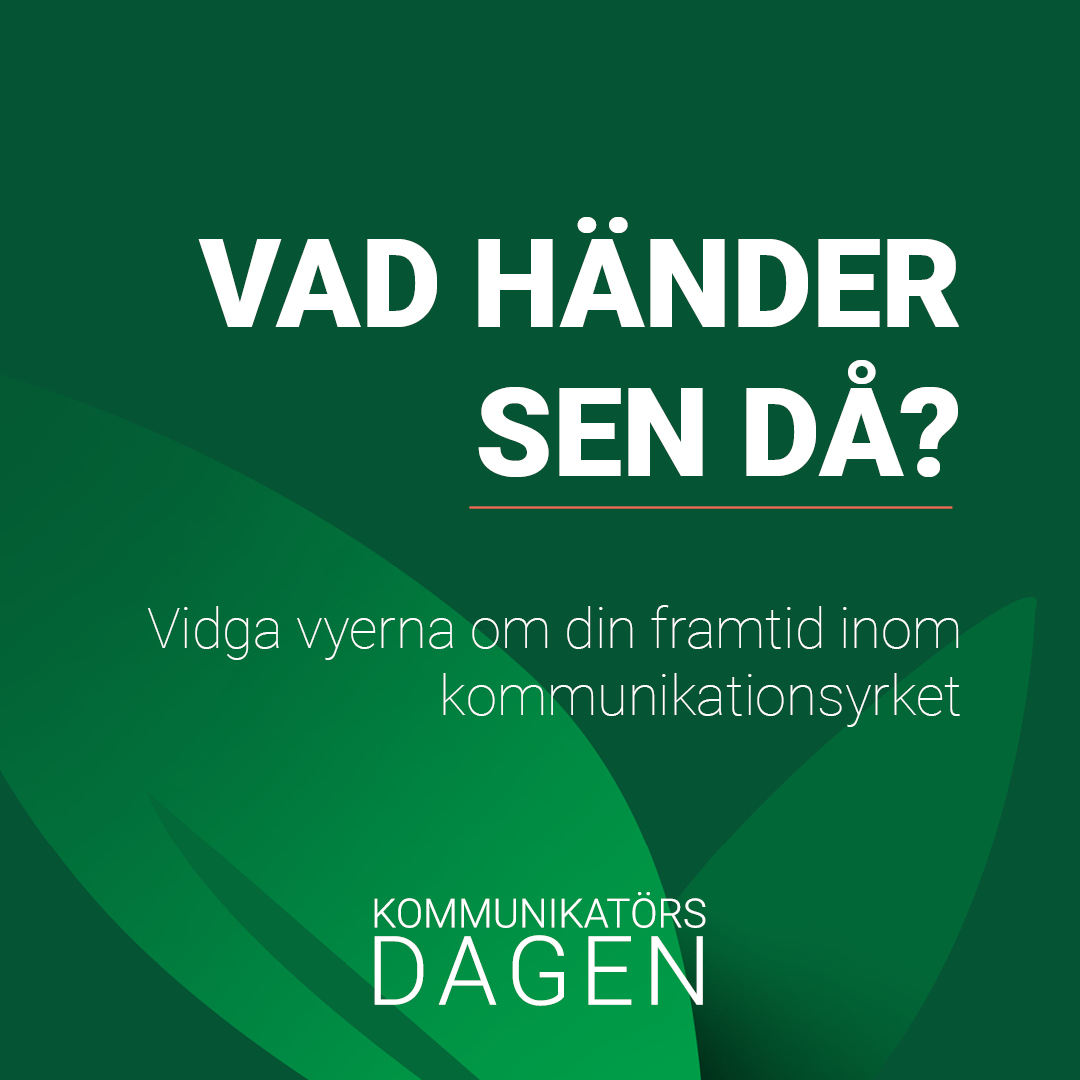 VAD HÄNDER
SEN DÅ?
Vidga vyerna om din framtid inom
kommunikationsyrket
KOMMUNIKATÖRS
DAGEN